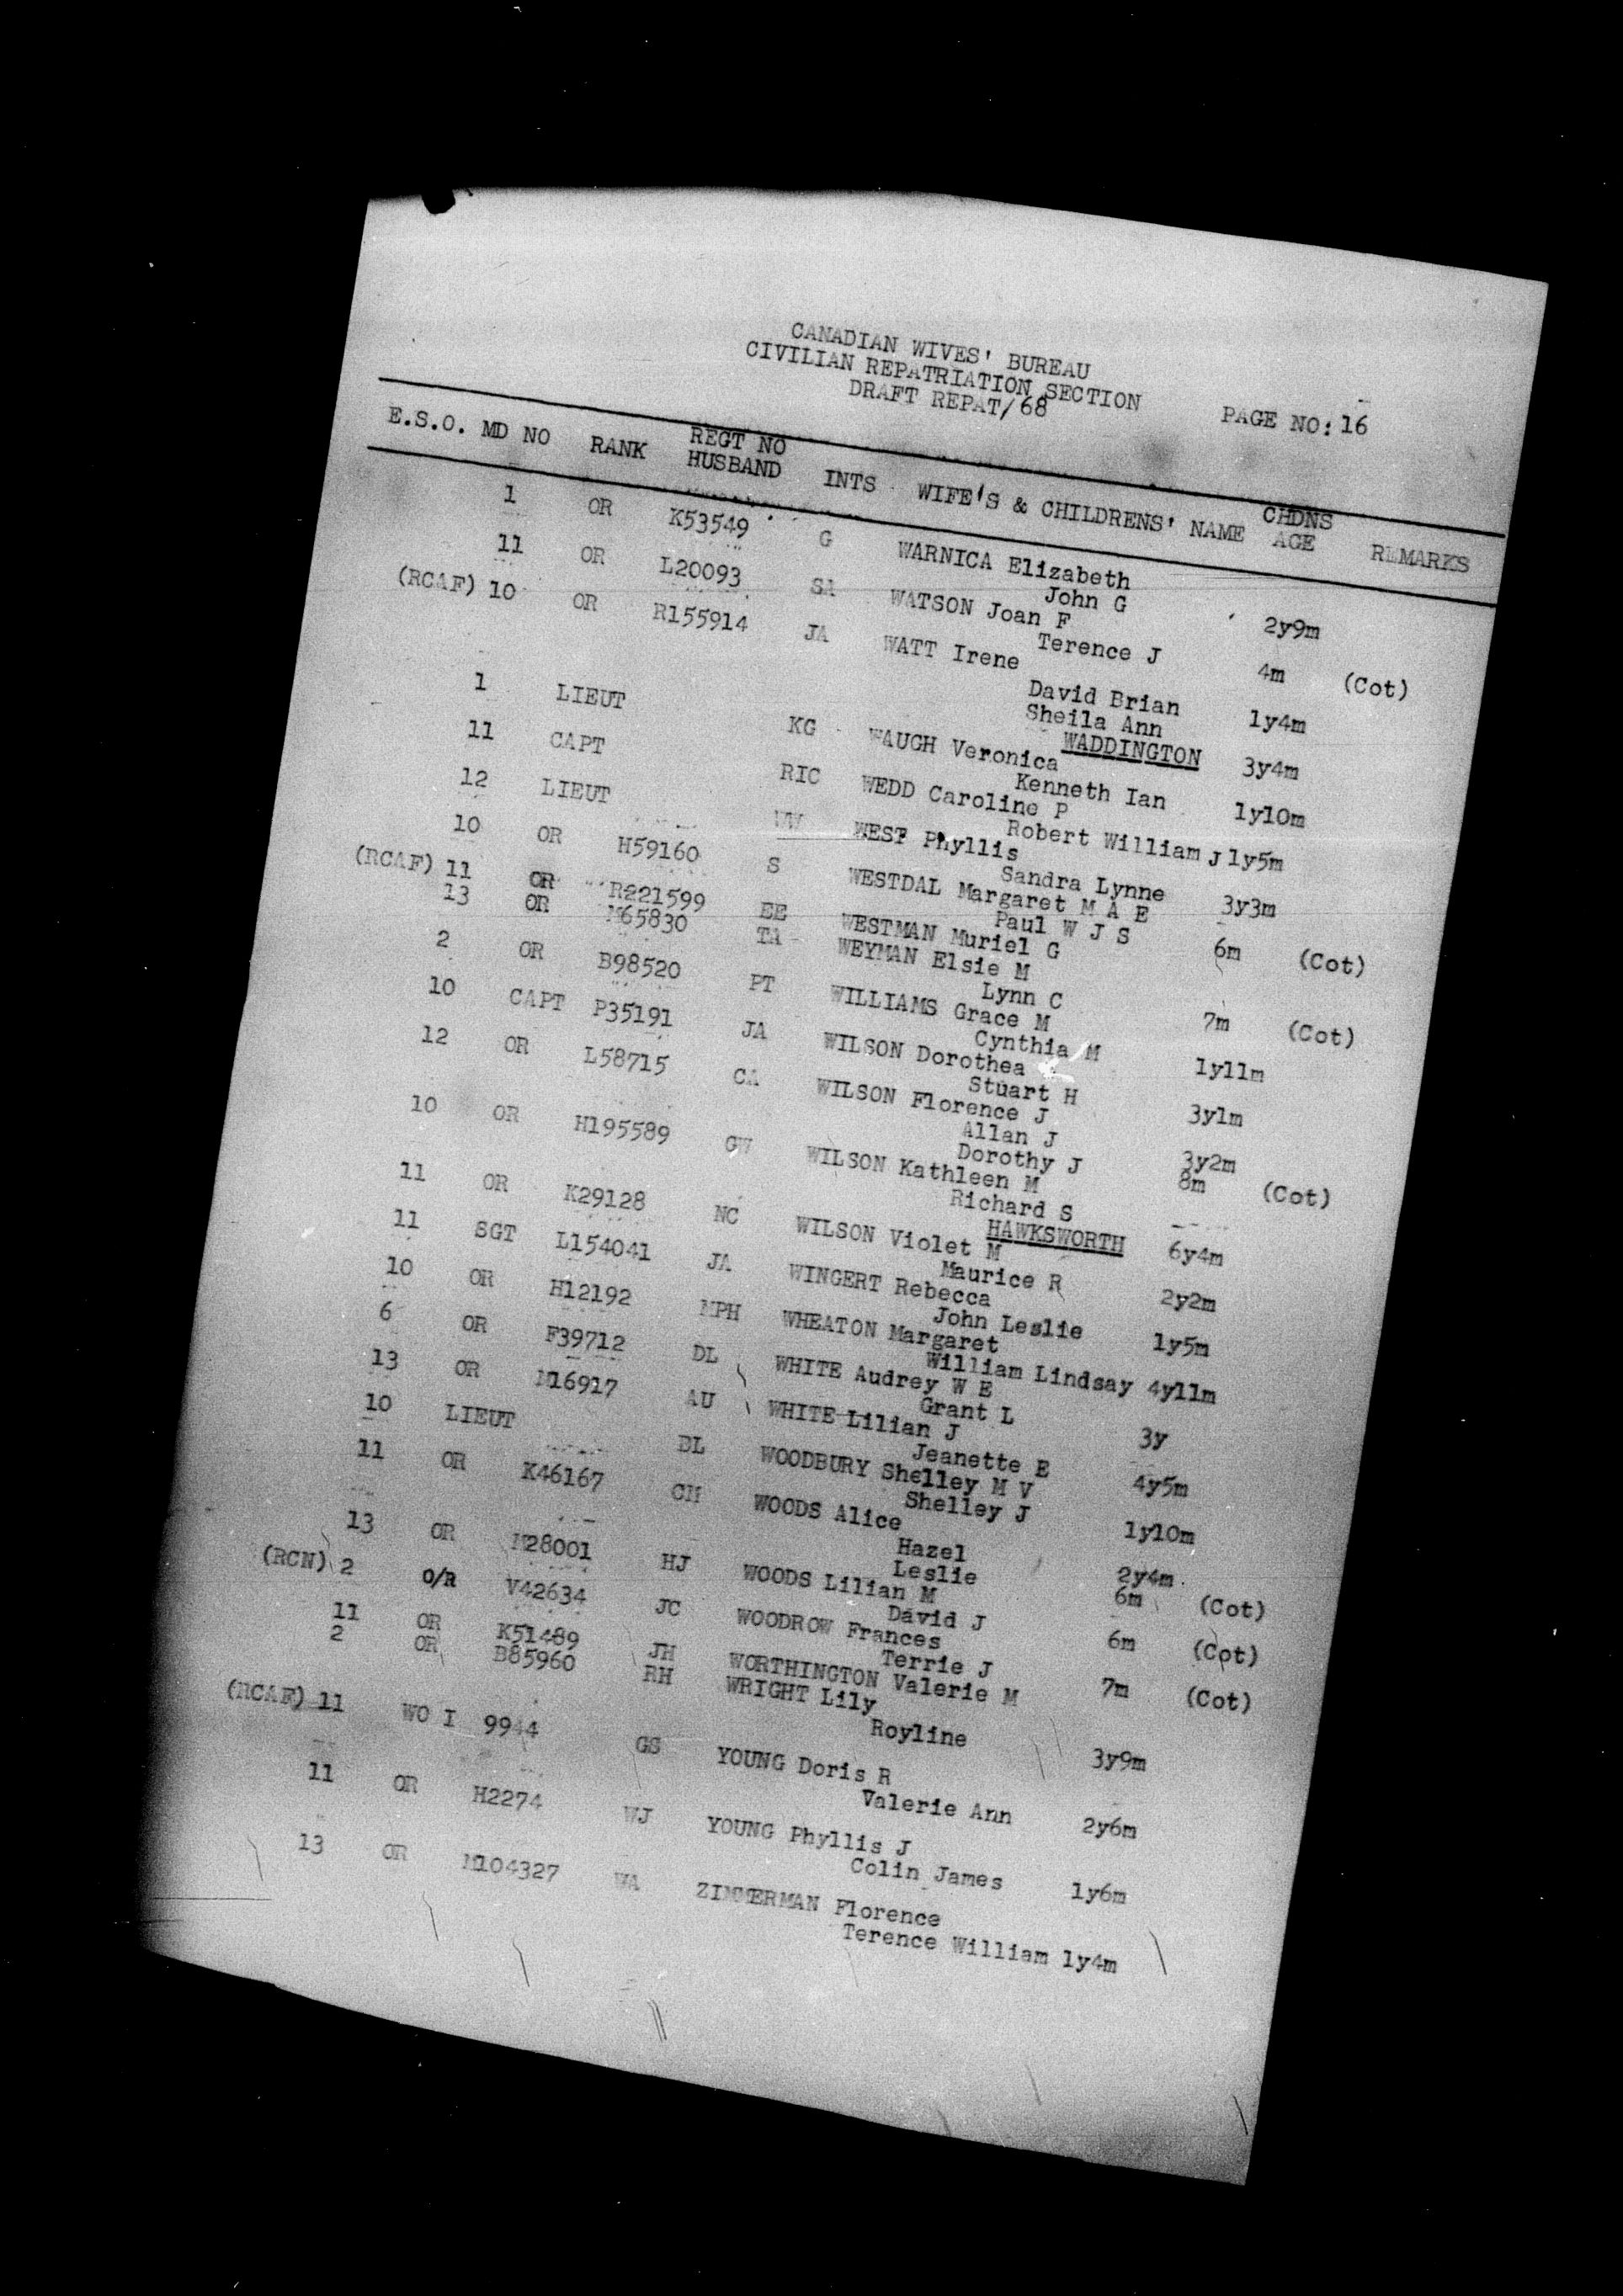 CANADIAN WIVES' BUREAU
CIVILIAN REPATRIATION SECTION
DRAFT REPAT/68
PAGE NO: 16
E.S.O. MD NO RANK REGT NO HUSBAND INTS WIFE'S & CHILDRENS' NAME CHDNS AGE REMARKS
1 OR K53549 G WARNICA Elizabeth
John G 2y9m
11 OR L20093 SA WATSON Joan F
Terence J 4m (Cot)
(RCAF) 10 OR R155914 JA WATT Irene
David Brian 1y4m
Sheila Ann
WADDINGTON 3y4m
1 LIEUT KG WAUGH Veronica
Kenneth Ian 1y10m
11 CAPT RIC WEDD Caroline P
Robert William J 1y5m
12 LIEUT WW WEST Phyllis
Sandra Lynne 3y3m
10 OR H59160 S WESTDAL Margaret M A E
Paul W J S 6m (Cot)
(RCAF) 11 OR R221599 EE WESTMAN Muriel G
13 OR M65830 TA WEYMAN Elsie M
Lynn C 7m (Cot)
2 OR B98520 PT WILLIAMS Grace M
Cynthia M 1y11m
10 CAPT P35191 JA WILSON Dorothea
Stuart H 3y1m
12 OR L58715 CA WILSON Florence J
Allan J 3y2m
Dorothy J 8m (Cot)
10 OR H195589 GW WILSON Kathleen M
Richard S
HAWKSWORTH 6y4m
11 OR K29128 NC WILSON Violet M
Maurice R 2y2m
11 SGT L154041 JA WINGERT Rebecca
John Leslie 1y5m
10 OR H12192 MPH WHEATON Margaret
William Lindsay 4y11m
6 OR F39712 DL WHITE Audrey W E
Grant L 3y
13 OR M16917 AU WHITE Lilian J
Jeanette E 4y5m
10 LIEUT DL WOODBURY Shelley M V
Shelley J 1y10m
11 OR K46167 CH WOODS Alice
Hazel 2y4m
Leslie 6m (Cot)
13 OR M28001 HJ WOODS Lilian M
David J 6m (Cot)
(RCN) 2 O/R V42634 JC WOODROW Frances
Terrie J 7m (Cot)
11 OR K51489 JH WORTHINGTON Valerie M
2 OR B85960 RH WRIGHT Lily
Royline 3y9m
(RCAF) 11 WO I 9944 GS YOUNG Doris R
Valerie Ann 2y6m
11 OR H2274 WJ YOUNG Phyllis J
Colin James 1y6m
13 OR M104327 WA ZIMMERMAN Florence
Terence William 1y4m